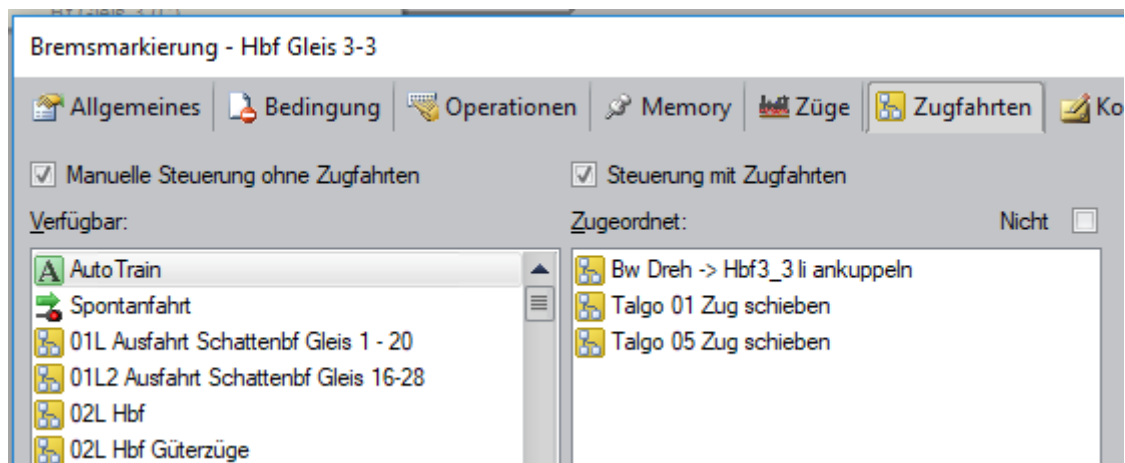 Bremsmarkierung - Hbf Gleis 3-3
Allgemeines Bedingung Operationen Memory Züge Zugfahrten Ko
Manuelle Steuerung ohne Zugfahrten Steuerung mit Zugfahrten
Verfügbar: Zugeordnet: Nicht
AutoTrain Bw Dreh -> Hbf3_3 li ankuppeln
Spontanfahrt Talgo 01 Zug schieben
01L Ausfahrt Schattenbf Gleis 1 - 20 Talgo 05 Zug schieben
01L2 Ausfahrt Schattenbf Gleis 16-28
02L Hbf
02L Hbf Güterzüge